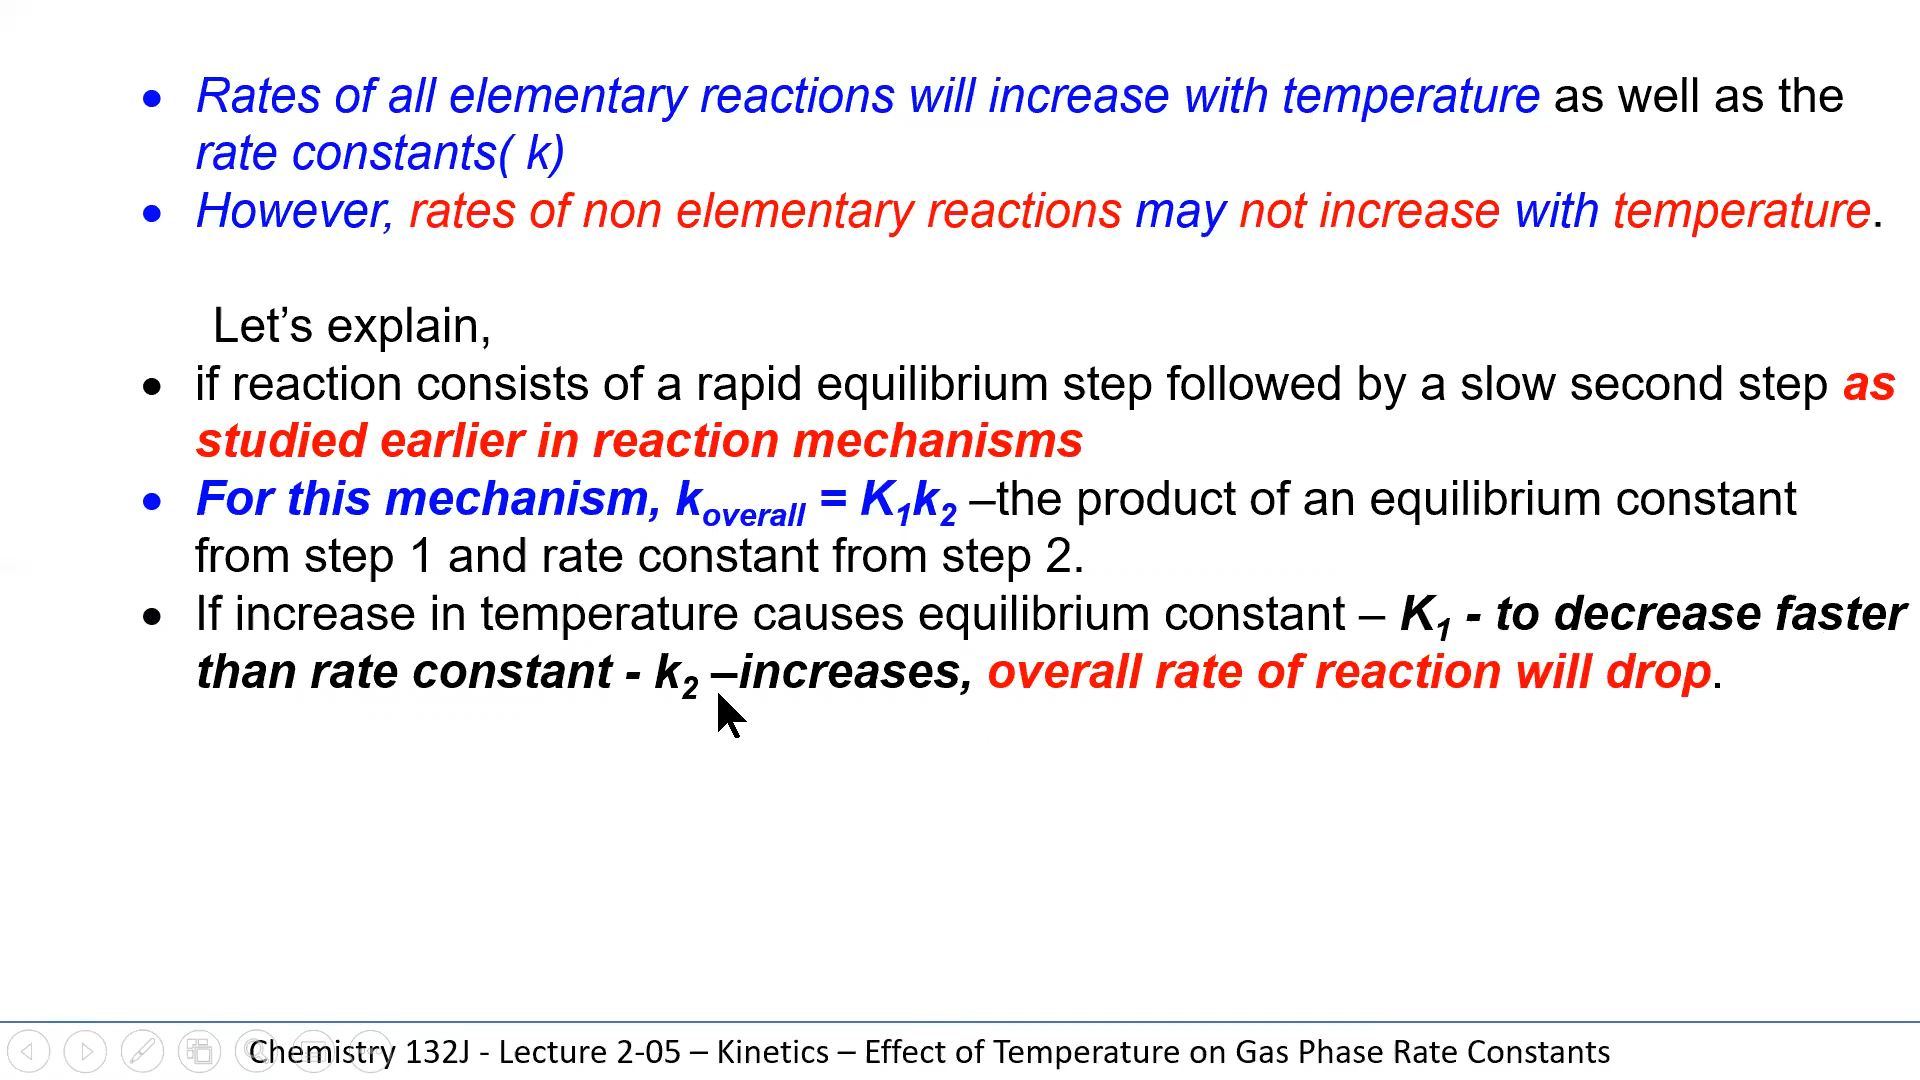 • Rates of all elementary reactions will increase with temperature as well as the
rate constants( k)
• However, rates of non elementary reactions may not increase with temperature.
Let’s explain,
• if reaction consists of a rapid equilibrium step followed by a slow second step as
studied earlier in reaction mechanisms
• For this mechanism, koverall = K1k2 –the product of an equilibrium constant
from step 1 and rate constant from step 2.
• If increase in temperature causes equilibrium constant – K1 - to decrease faster
than rate constant - k2 –increases, overall rate of reaction will drop.
Chemistry 132J - Lecture 2-05 – Kinetics – Effect of Temperature on Gas Phase Rate Constants